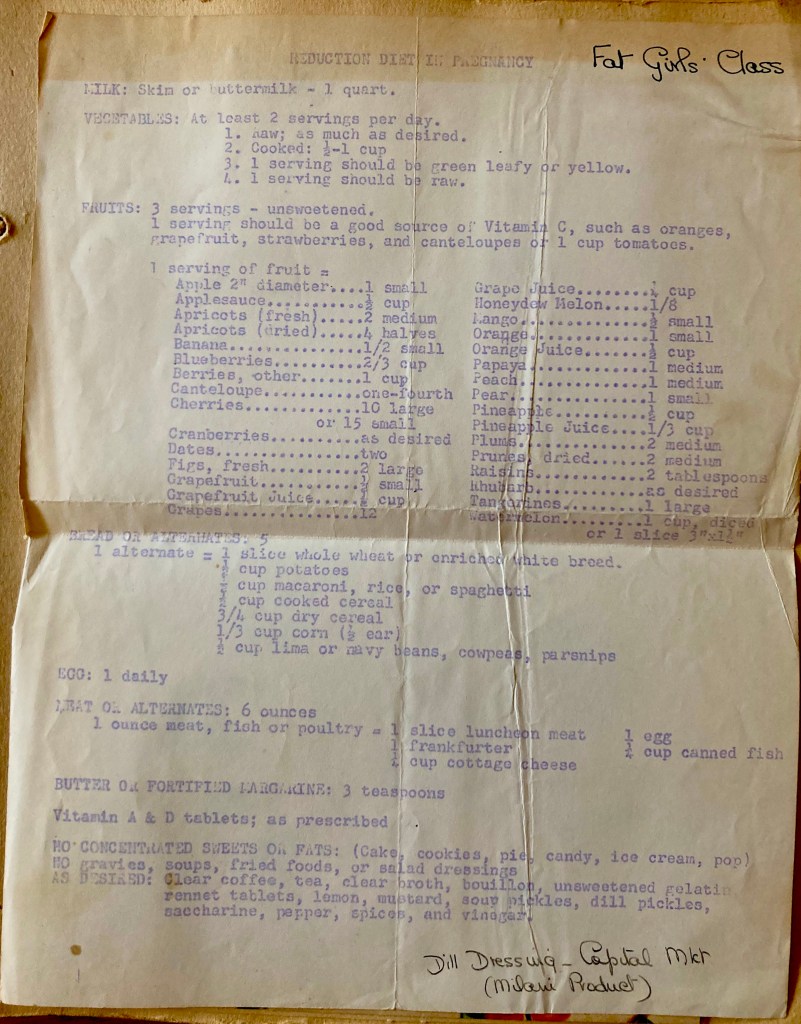 REDUCTION DIET IN PREGNANCY
Fat Girls' Class
MILK: Skim or buttermilk - 1 quart.
VEGETABLES: At least 2 servings per day.
1. Raw; as much as desired.
2. Cooked: ½-1 cup
3. 1 serving should be green leafy or yellow.
4. 1 serving should be raw.
FRUITS: 3 servings - unsweetened.
1 serving should be a good source of Vitamin C, such as oranges,
grapefruit, strawberries, and canteloupes or 1 cup tomatoes.
1 serving of fruit =
Apple 2" diameter....1 small
Applesauce...........½ cup
Apricots (fresh).....2 medium
Apricots (dried).....4 halves
Banana...............1/2 small
Blueberries..........2/3 cup
Berries, other.......1 cup
Canteloupe...........one-fourth
Cherries.............10 large
or 15 small
Cranberries..........as desired
Dates................two
Figs, fresh..........2 large
Grapefruit...........½ small
Grapefruit Juice.....½ cup
Grapes...............12
Grape Juice........¼ cup
Honeydew Melon.....1/8
Mango..............½ small
Orange.............1 small
Orange Juice.......½ cup
Papaya.............1 medium
Peach..............1 medium
Pear...............1 small
Pineapple..........½ cup
Pineapple Juice....1/3 cup
Plums..............2 medium
Prunes, dried......2 medium
Raisins............2 tablespoons
Rhubarb............as desired
Tangerines.........1 large
Watermelon.........1 cup, diced
or 1 slice 3"x1½"
BREAD OR ALTERNATES: 5
1 alternate = 1 slice whole wheat or enriched white bread.
½ cup potatoes
½ cup macaroni, rice, or spaghetti
½ cup cooked cereal
3/4 cup dry cereal
1/3 cup corn (½ ear)
½ cup lima or navy beans, cowpeas, parsnips
EGG: 1 daily
MEAT OR ALTERNATES: 6 ounces
1 ounce meat, fish or poultry = 1 slice luncheon meat 1 egg
1 frankfurter ¼ cup canned fish
¼ cup cottage cheese
BUTTER OR FORTIFIED MARGARINE: 3 teaspoons
Vitamin A & D tablets; as prescribed
NO CONCENTRATED SWEETS OR FATS: (Cake, cookies, pie, candy, ice cream, pop)
NO gravies, soups, fried foods, or salad dressings
AS DESIRED: Clear coffee, tea, clear broth, bouillon, unsweetened gelatin
rennet tablets, lemon, mustard, sour pickles, dill pickles,
saccharine, pepper, spices, and vinegar.
Dill Dressing - Capital Mkt
(Milani Product)